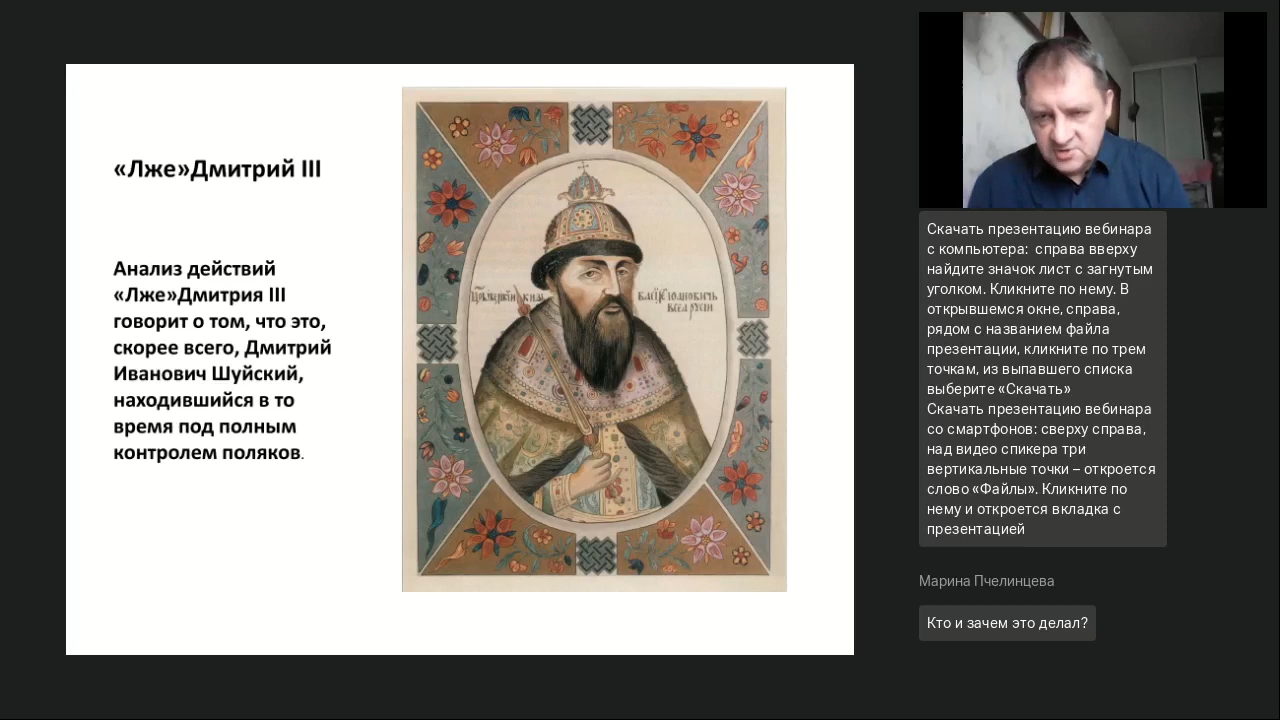 «Лже»Дмитрий III
Анализ действий
«Лже»Дмитрия III
говорит о том, что это,
скорее всего, Дмитрий
Иванович Шуйский,
находившийся в то
время под полным
контролем поляков.
Скачать презентацию вебинара
с компьютера: справа вверху
найдите значок лист с загнутым
уголком. Кликните по нему. В
открывшемся окне, справа,
рядом с названием файла
презентации, кликните по трем
точкам, из выпавшего списка
выберите «Скачать»
Скачать презентацию вебинара
со смартфонов: сверху справа,
над видео спикера три
вертикальные точки – откроется
слово «Файлы». Кликните по
нему и откроется вкладка с
презентацией
Марина Пчелинцева
Кто и зачем это делал?